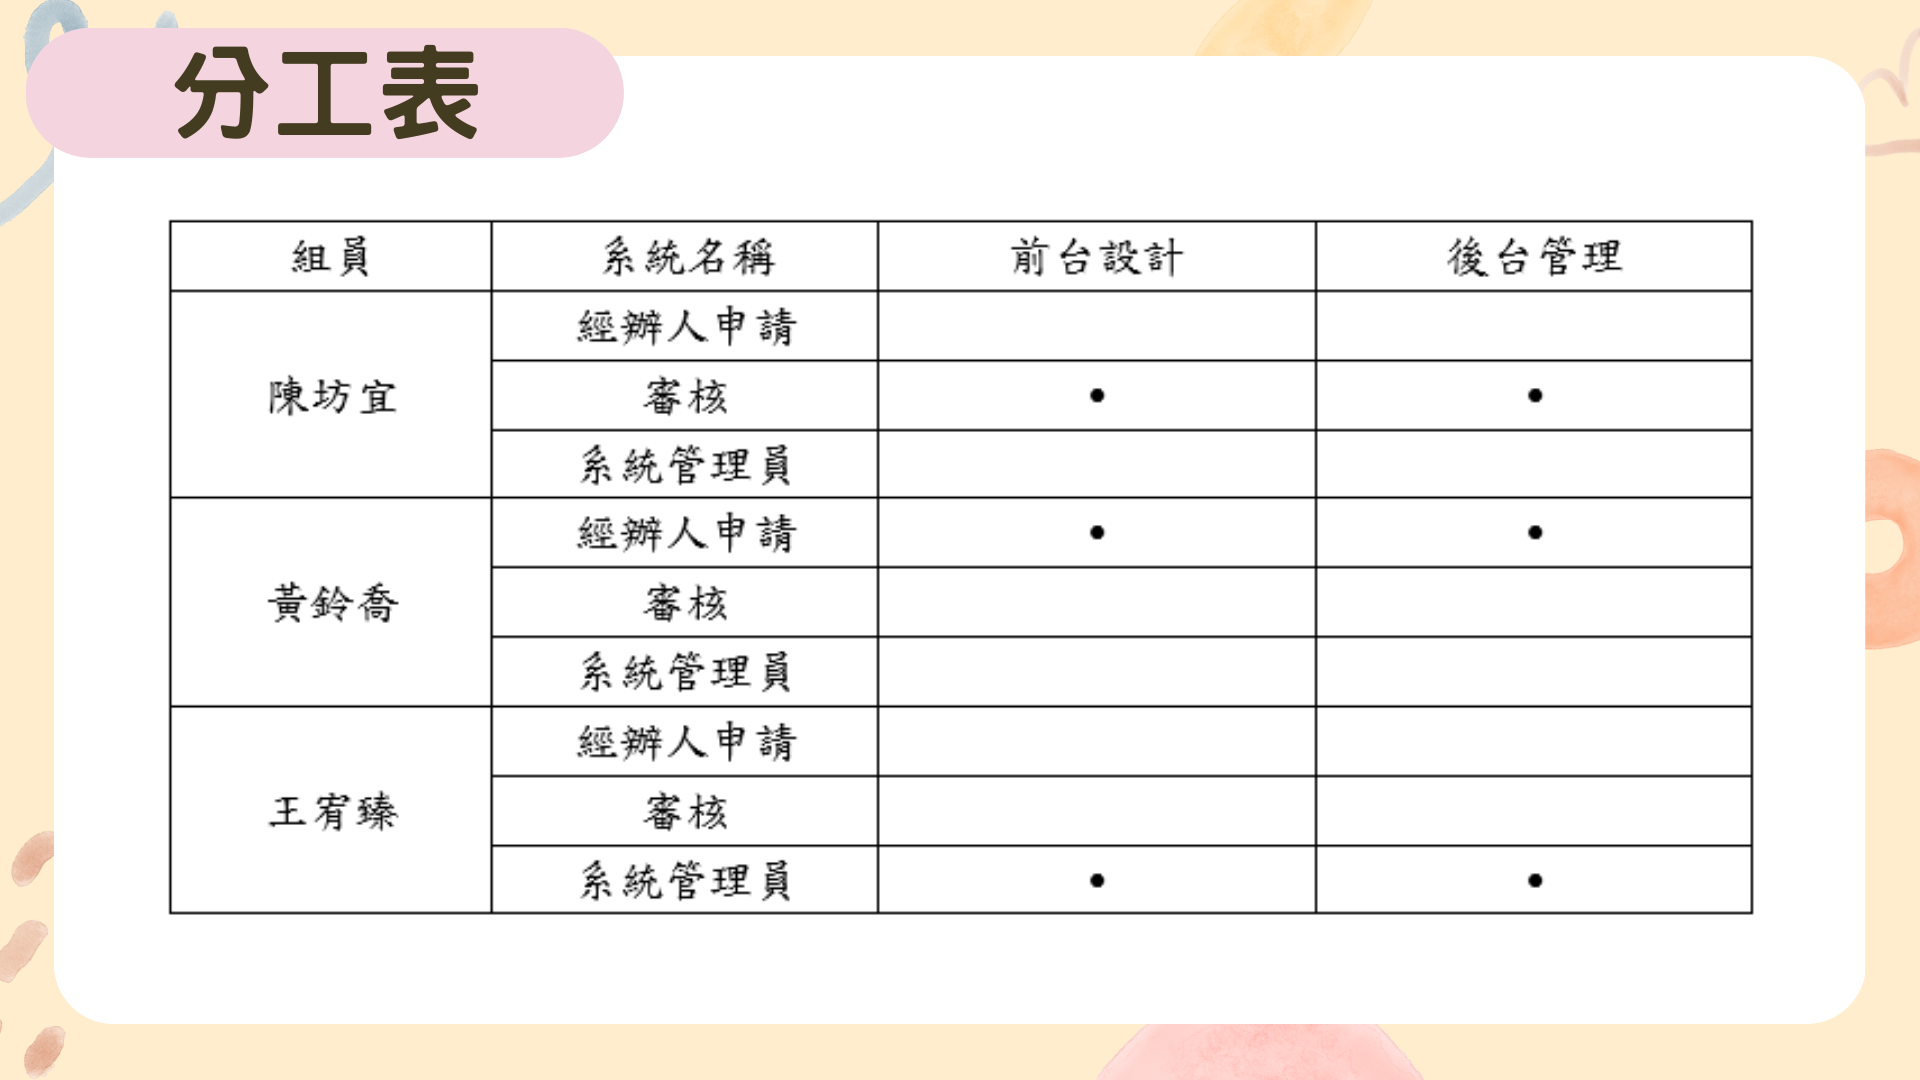 分工表
組員 系統名稱 前台設計 後台管理
陳坊宜 經辦人申請
審核 • •
系統管理員
黃鈴喬 經辦人申請 • •
審核
系統管理員
王宥臻 經辦人申請
審核
系統管理員 • •